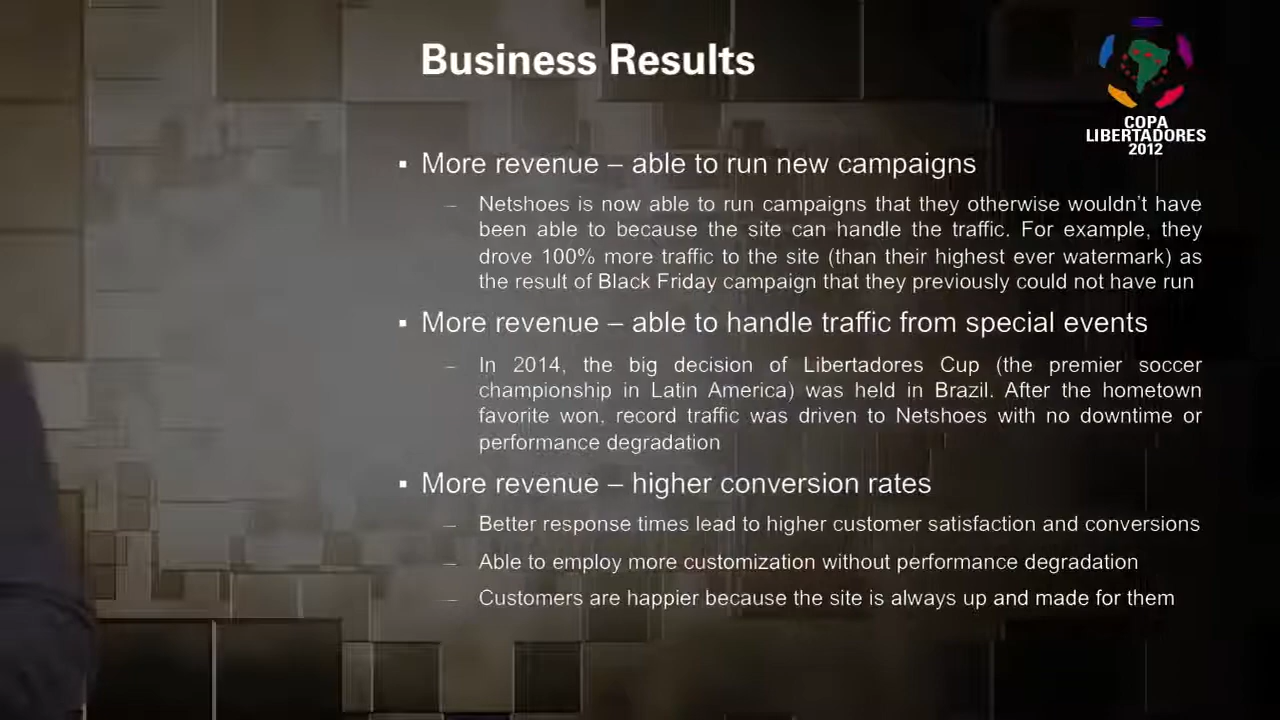 Business Results
COPA
LIBERTADORES
2012
▪ More revenue – able to run new campaigns
– Netshoes is now able to run campaigns that they otherwise wouldn't have
been able to because the site can handle the traffic. For example, they
drove 100% more traffic to the site (than their highest ever watermark) as
the result of Black Friday campaign that they previously could not have run
▪ More revenue – able to handle traffic from special events
– In 2014, the big decision of Libertadores Cup (the premier soccer
championship in Latin America) was held in Brazil. After the hometown
favorite won, record traffic was driven to Netshoes with no downtime or
performance degradation
▪ More revenue – higher conversion rates
– Better response times lead to higher customer satisfaction and conversions
– Able to employ more customization without performance degradation
– Customers are happier because the site is always up and made for them